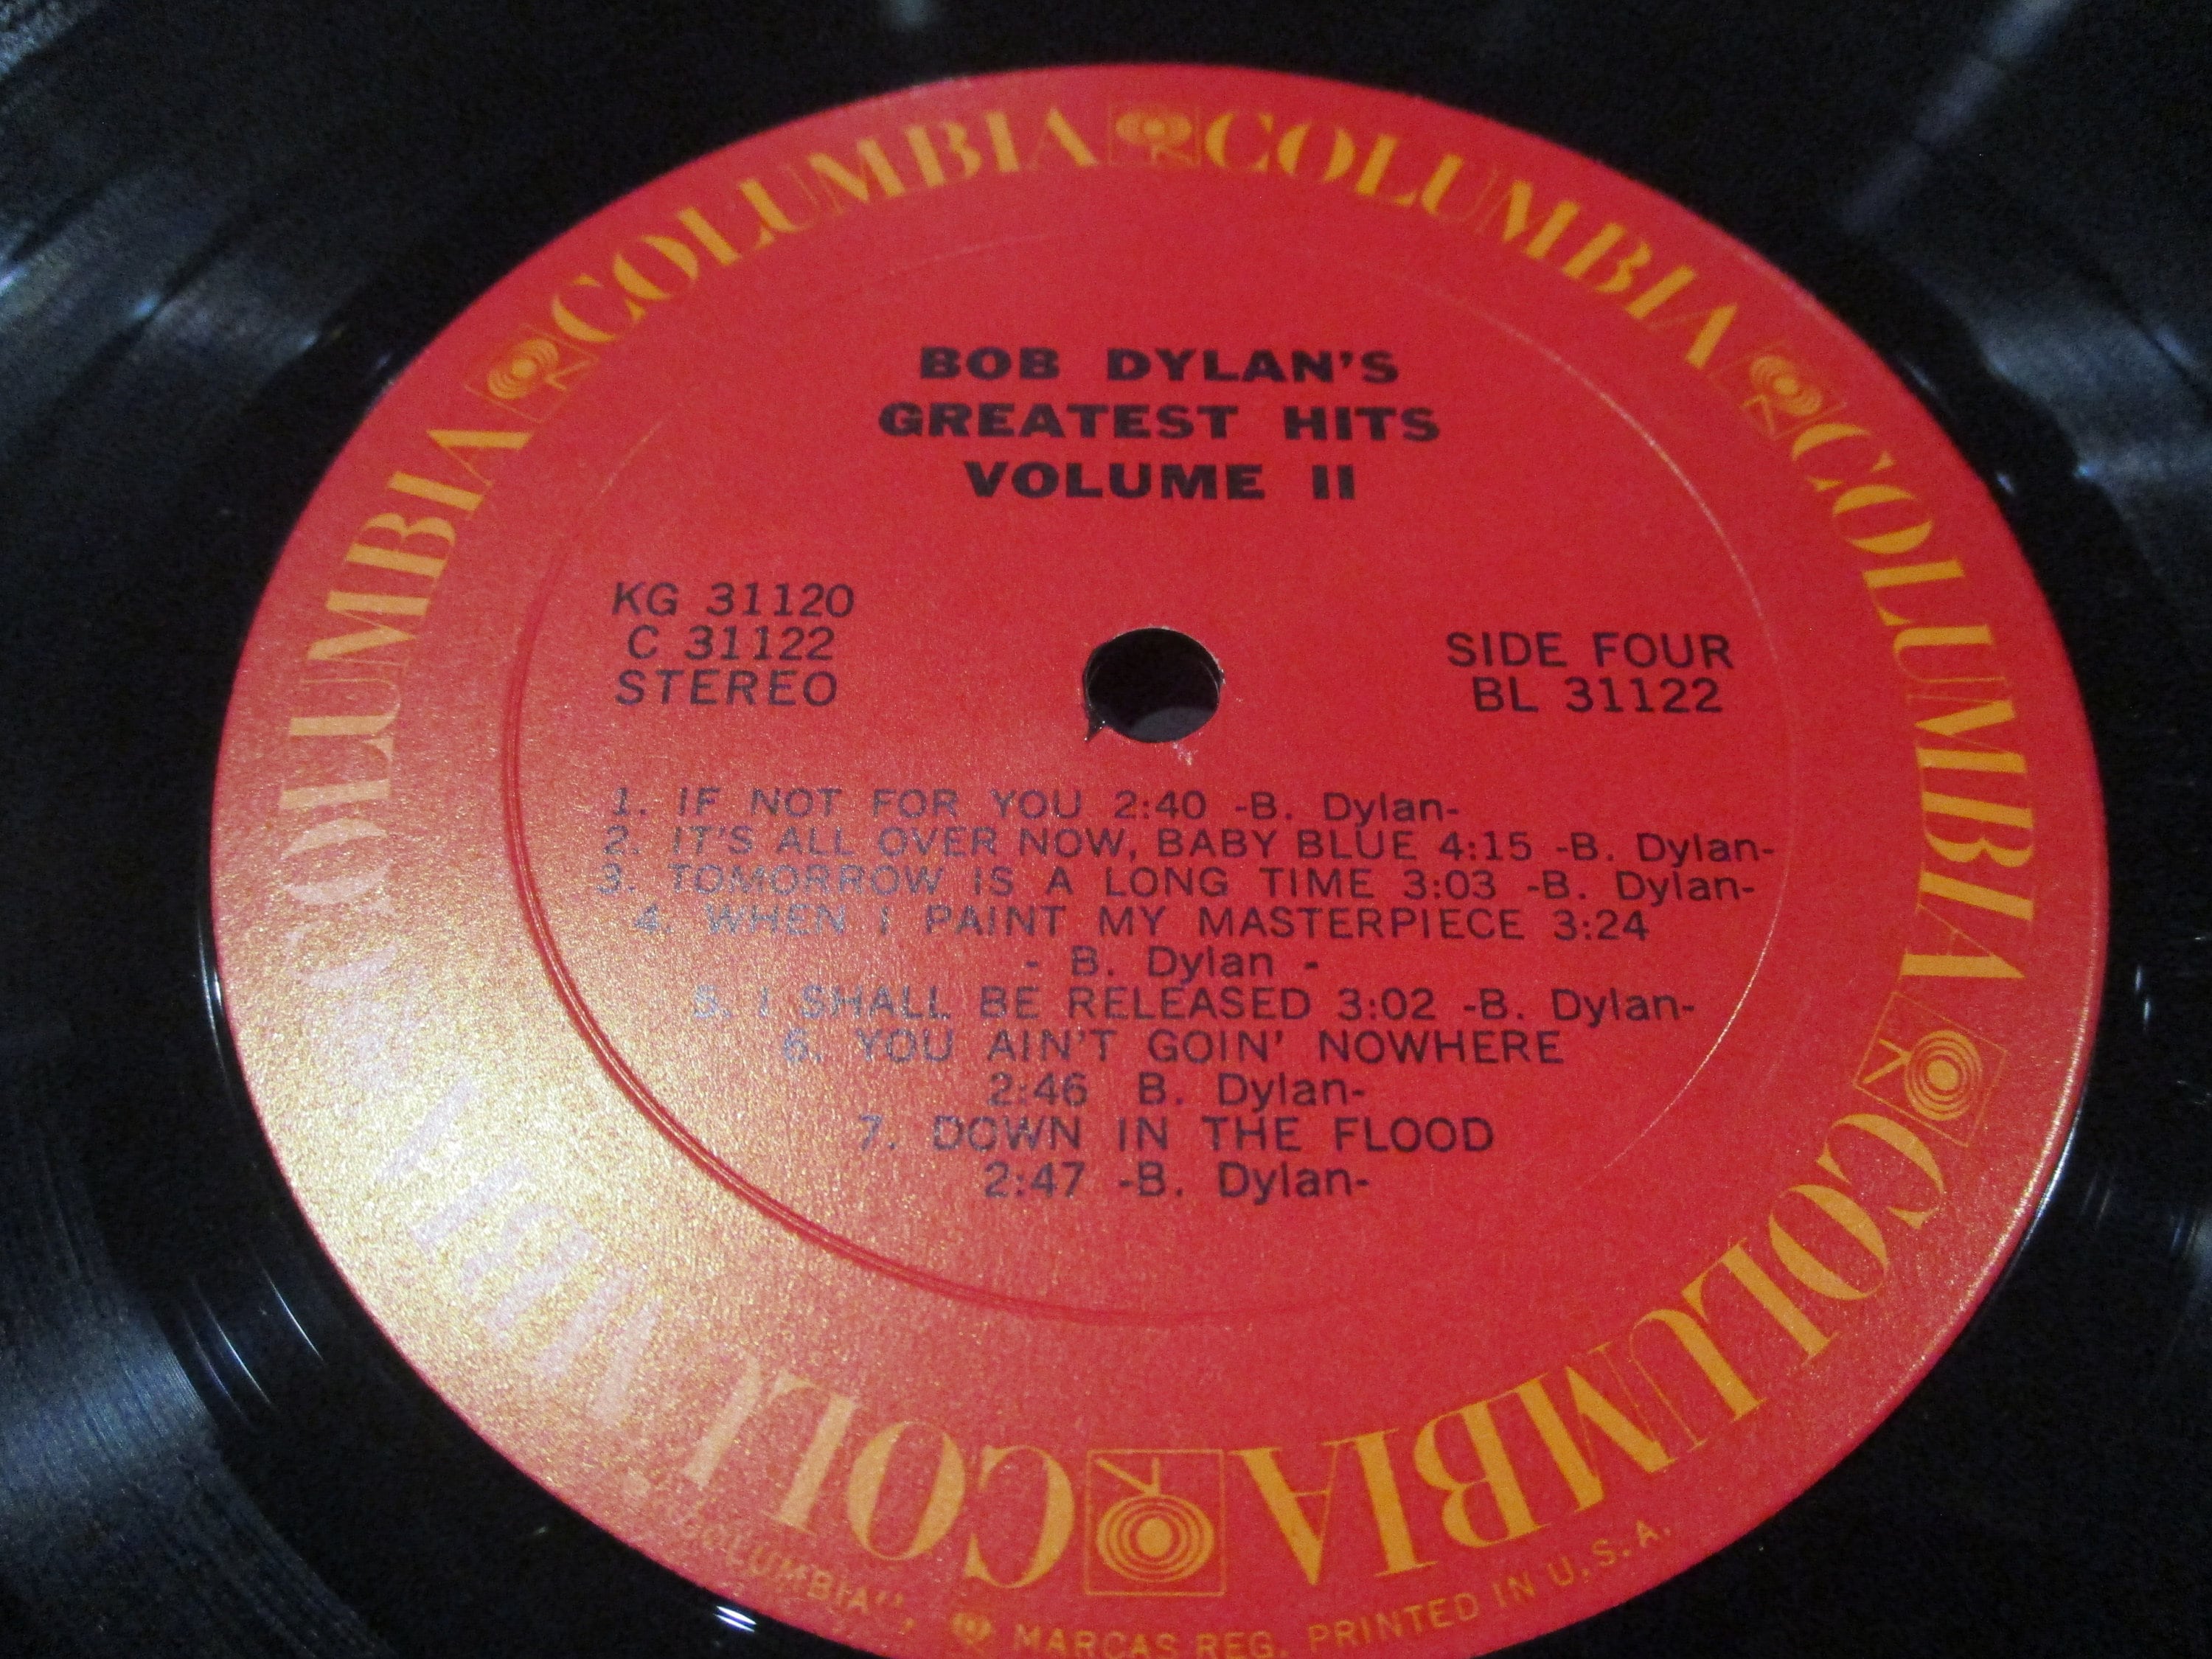 COLUMBIA COLUMBIA COLUMBIA COLUMBIA COLUMBIA COLUMBIA
BOB DYLAN'S
GREATEST HITS
VOLUME II
KG 31120
C 31122
STEREO
SIDE FOUR
BL 31122
1. IF NOT FOR YOU 2:40 -B. Dylan-
2. IT'S ALL OVER NOW, BABY BLUE 4:15 -B. Dylan-
3. TOMORROW IS A LONG TIME 3:03 -B. Dylan-
4. WHEN I PAINT MY MASTERPIECE 3:24
- B. Dylan -
5. I SHALL BE RELEASED 3:02 -B. Dylan-
6. YOU AIN'T GOIN' NOWHERE
2:46 B. Dylan-
7. DOWN IN THE FLOOD
2:47 -B. Dylan-
"COLUMBIA", MARCAS REG. PRINTED IN U.S.A.